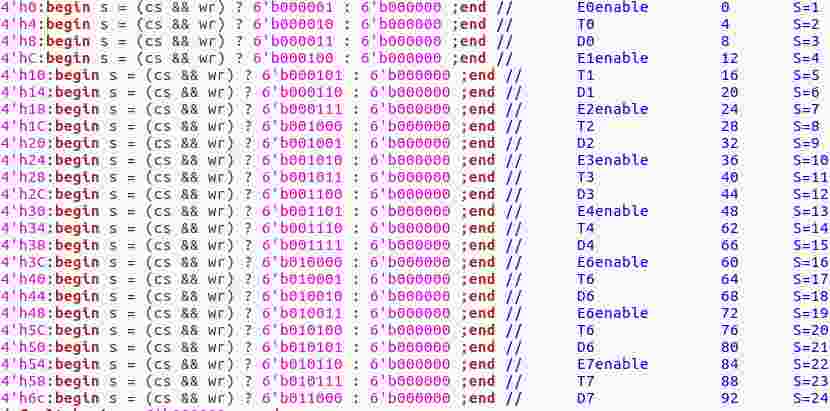 4'h0:begin s = (cs && wr) ? 6'b000001 : 6'b000000 ;end // E0enable 0 S=1
4'h4:begin s = (cs && wr) ? 6'b000010 : 6'b000000 ;end // T0 4 S=2
4'h8:begin s = (cs && wr) ? 6'b000011 : 6'b000000 ;end // D0 8 S=3
4'hC:begin s = (cs && wr) ? 6'b000100 : 6'b000000 ;end // E1enable 12 S=4
4'h10:begin s = (cs && wr) ? 6'b000101 : 6'b000000 ;end // T1 16 S=5
4'h14:begin s = (cs && wr) ? 6'b000110 : 6'b000000 ;end // D1 20 S=6
4'h18:begin s = (cs && wr) ? 6'b000111 : 6'b000000 ;end // E2enable 24 S=7
4'h1C:begin s = (cs && wr) ? 6'b001000 : 6'b000000 ;end // T2 28 S=8
4'h20:begin s = (cs && wr) ? 6'b001001 : 6'b000000 ;end // D2 32 S=9
4'h24:begin s = (cs && wr) ? 6'b001010 : 6'b000000 ;end // E3enable 36 S=10
4'h28:begin s = (cs && wr) ? 6'b001011 : 6'b000000 ;end // T3 40 S=11
4'h2C:begin s = (cs && wr) ? 6'b001100 : 6'b000000 ;end // D3 44 S=12
4'h30:begin s = (cs && wr) ? 6'b001101 : 6'b000000 ;end // E4enable 48 S=13
4'h34:begin s = (cs && wr) ? 6'b001110 : 6'b000000 ;end // T4 62 S=14
4'h38:begin s = (cs && wr) ? 6'b001111 : 6'b000000 ;end // D4 66 S=15
4'h3C:begin s = (cs && wr) ? 6'b010000 : 6'b000000 ;end // E6enable 60 S=16
4'h40:begin s = (cs && wr) ? 6'b010001 : 6'b000000 ;end // T6 64 S=17
4'h44:begin s = (cs && wr) ? 6'b010010 : 6'b000000 ;end // D6 68 S=18
4'h48:begin s = (cs && wr) ? 6'b010011 : 6'b000000 ;end // E6enable 72 S=19
4'h5C:begin s = (cs && wr) ? 6'b010100 : 6'b000000 ;end // T6 76 S=20
4'h50:begin s = (cs && wr) ? 6'b010101 : 6'b000000 ;end // D6 80 S=21
4'h54:begin s = (cs && wr) ? 6'b010110 : 6'b000000 ;end // E7enable 84 S=22
4'h58:begin s = (cs && wr) ? 6'b010111 : 6'b000000 ;end // T7 88 S=23
4'h6c:begin s = (cs && wr) ? 6'b011000 : 6'b000000 ;end // D7 92 S=24